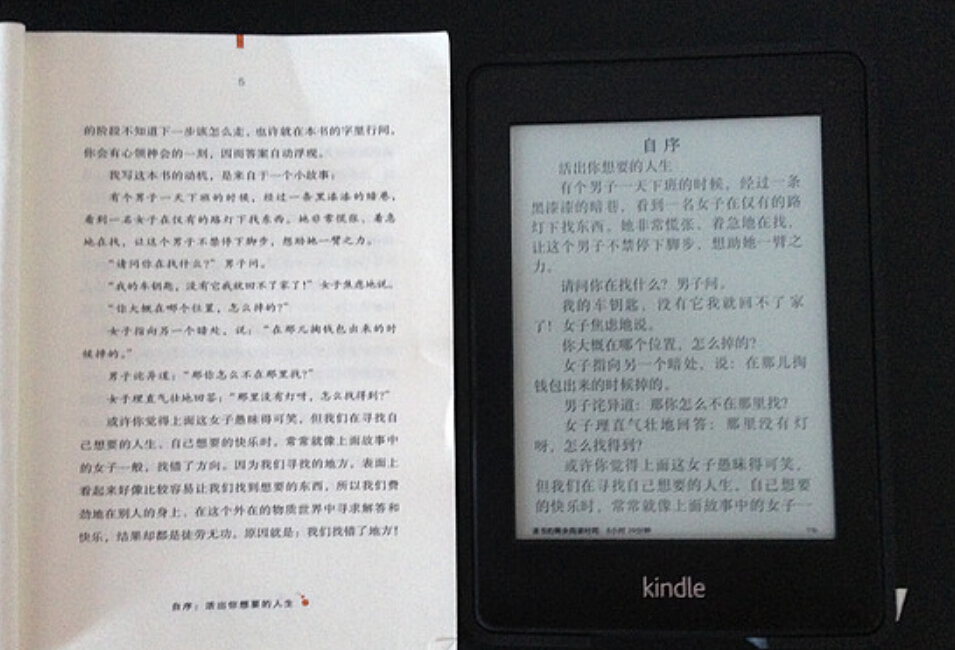 5
的阶段不知道下一步该怎么走，也许就在本书的字里行间，
你会有心领神会的一刻，因而答案自动浮现。
我写这本书的动机，是来自于一个小故事：
有个男子一天下班的时候，经过一条黑漆漆的暗巷，
看到一名女子在仅有的路灯下找东西。她非常慌张、着急
地在找，让这个男子不禁停下脚步，想助她一臂之力。
“请问你在找什么？”男子问。
“我的车钥匙，没有它我就回不了家了！”女子焦虑地说。
“你大概在哪个位置，怎么掉的？”
女子指向另一个暗处，说：“在那儿掏钱包出来的时
候掉的。”
男子诧异道：“那你怎么不在那里找？”
女子理直气壮地回答：“那里没有灯呀，怎么找得到？”
或许你觉得上面这女子愚昧得可笑，但我们在寻找自
己想要的人生、自己想要的快乐时，常常就像上面故事中
的女子一般，找错了方向。因为我们寻找的地方，表面上
看起来好像比较容易让我们找到想要的东西，所以我们费
劲地在别人的身上、在这个外在的物质世界中寻求解答和
快乐，结果却都是徒劳无功。原因就是：我们找错了地方！
自序：活出你想要的人生
自序
活出你想要的人生
有个男子一天下班的时候，经过一条
黑漆漆的暗巷，看到一名女子在仅有的路
灯下找东西。她非常慌张、着急地在找，
让这个男子不禁停下脚步，想助她一臂之
力。
请问你在找什么？男子问。
我的车钥匙，没有它我就回不了家
了！女子焦虑地说。
你大概在哪个位置，怎么掉的？
女子指向另一个暗处，说：在那儿掏
钱包出来的时候掉的。
男子诧异道：那你怎么不在那里找？
女子理直气壮地回答：那里没有灯
呀，怎么找得到？
或许你觉得上面这女子愚昧得可笑，
但我们在寻找自己想要的人生、自己想要
的快乐时，常常就像上面故事中的女子一
kindle